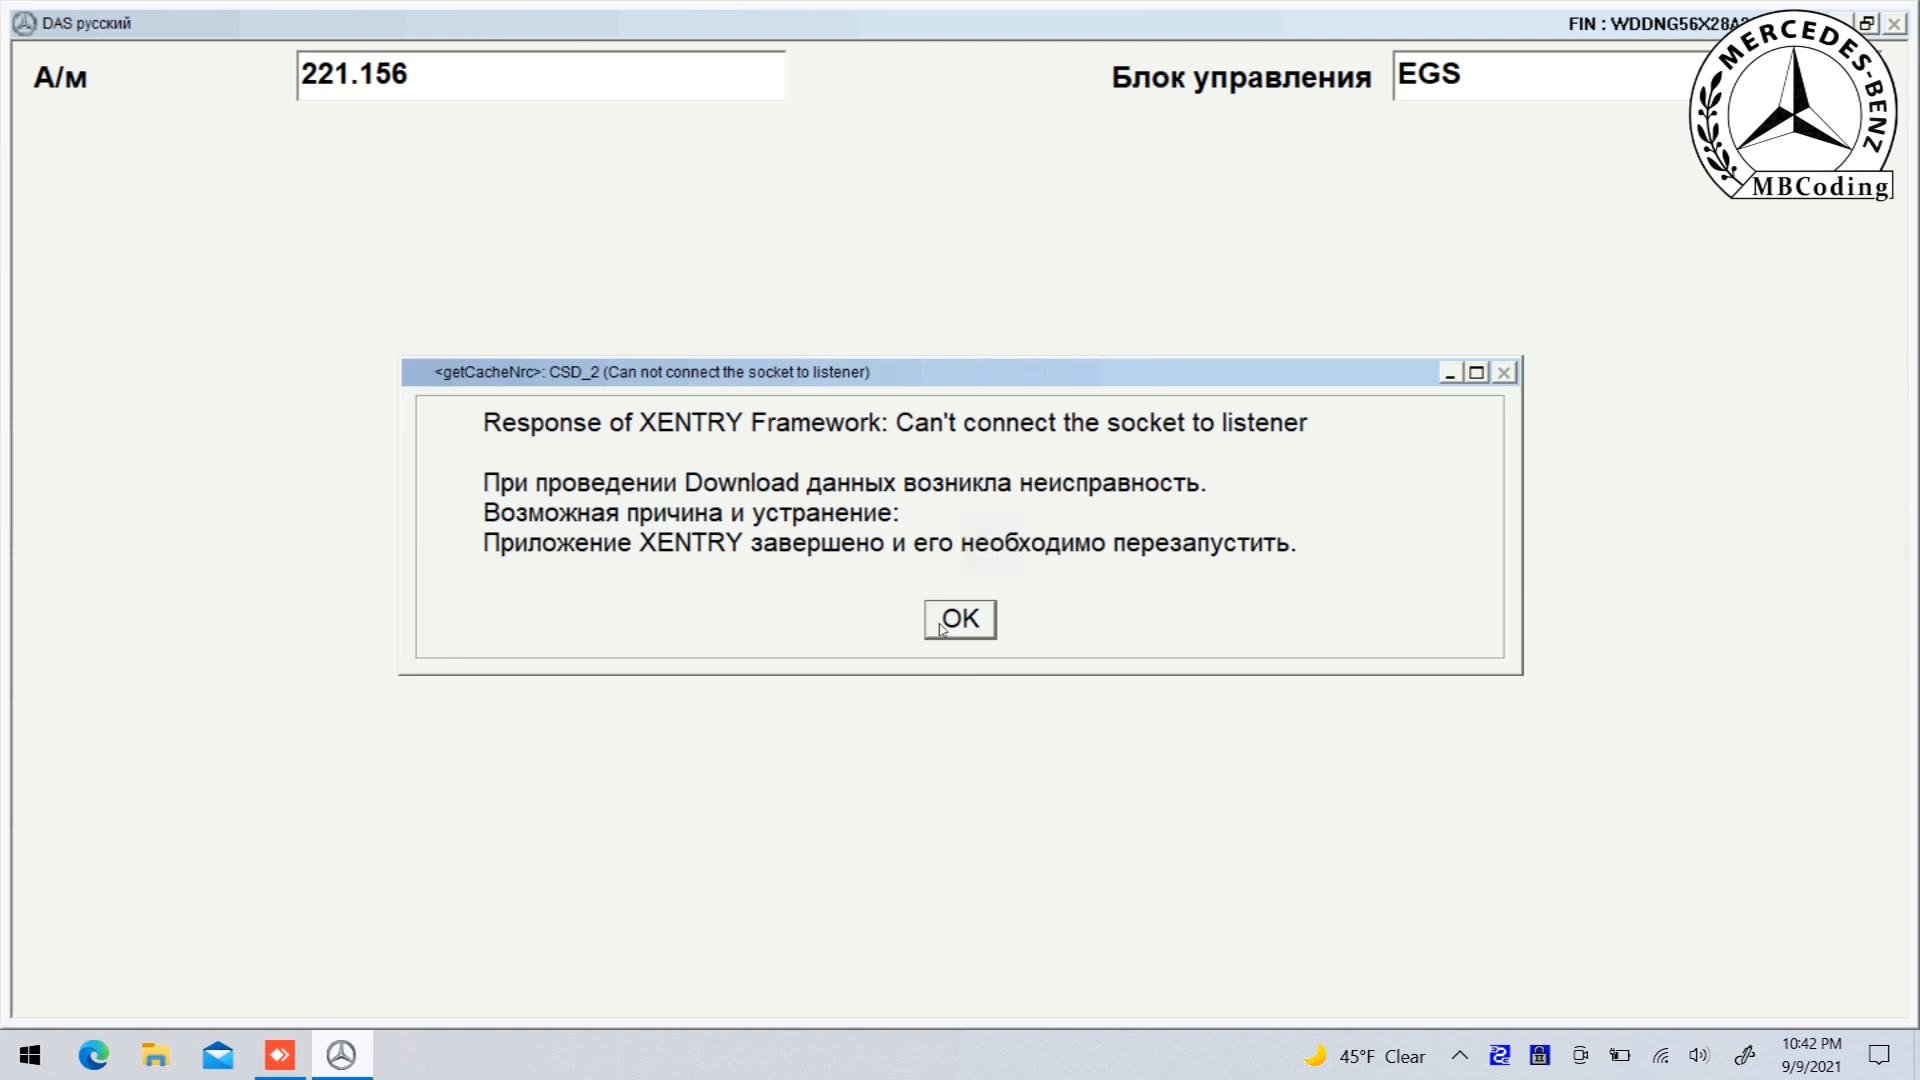 DAS русский
FIN : WDDNG56X28A
А/м
221.156
Блок управления
EGS
MERCEDES-BENZ
MBCoding
<getCacheNrc>: CSD_2 (Can not connect the socket to listener)
Response of XENTRY Framework: Can't connect the socket to listener
При проведении Download данных возникла неисправность.
Возможная причина и устранение:
Приложение XENTRY завершено и его необходимо перезапустить.
OK
45°F Clear
10:42 PM
9/9/2021